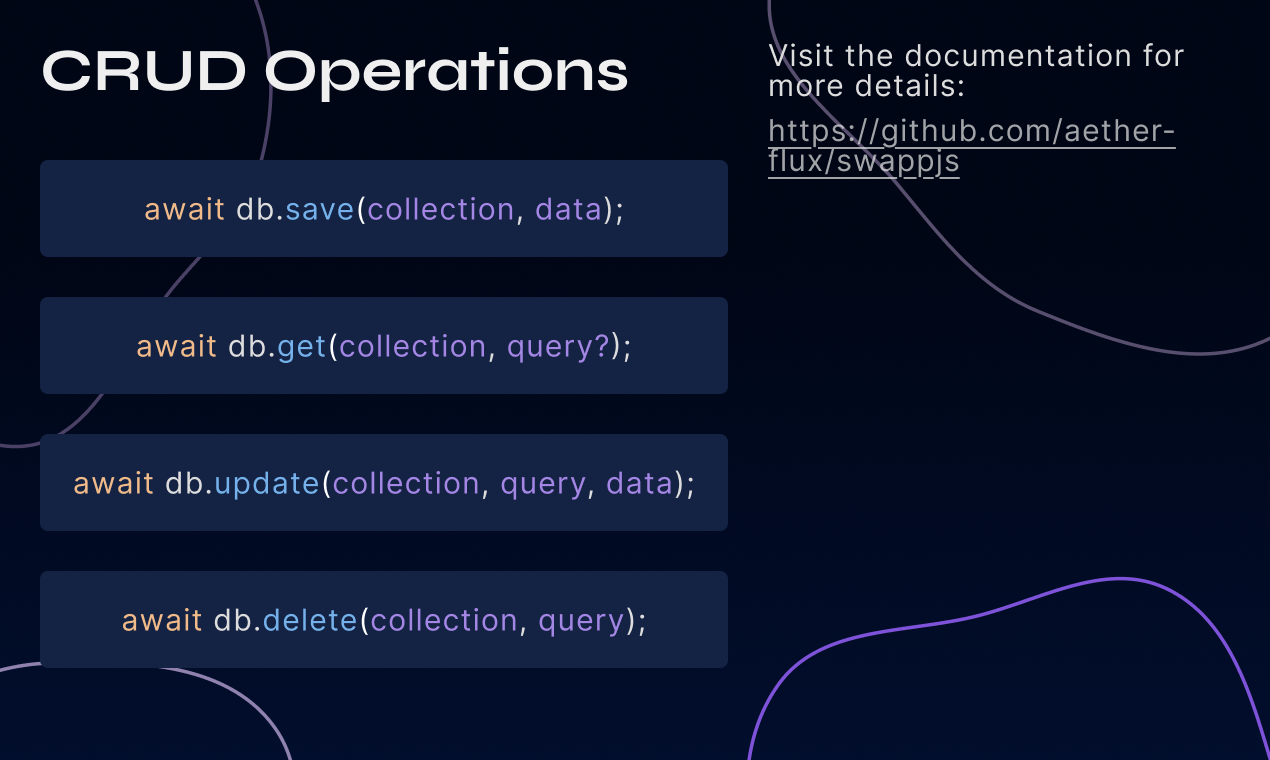 CRUD Operations
await db.save(collection, data);
await db.get(collection, query?);
await db.update(collection, query, data);
await db.delete(collection, query);
Visit the documentation for
more details:
https://github.com/aether-
flux/swappjs